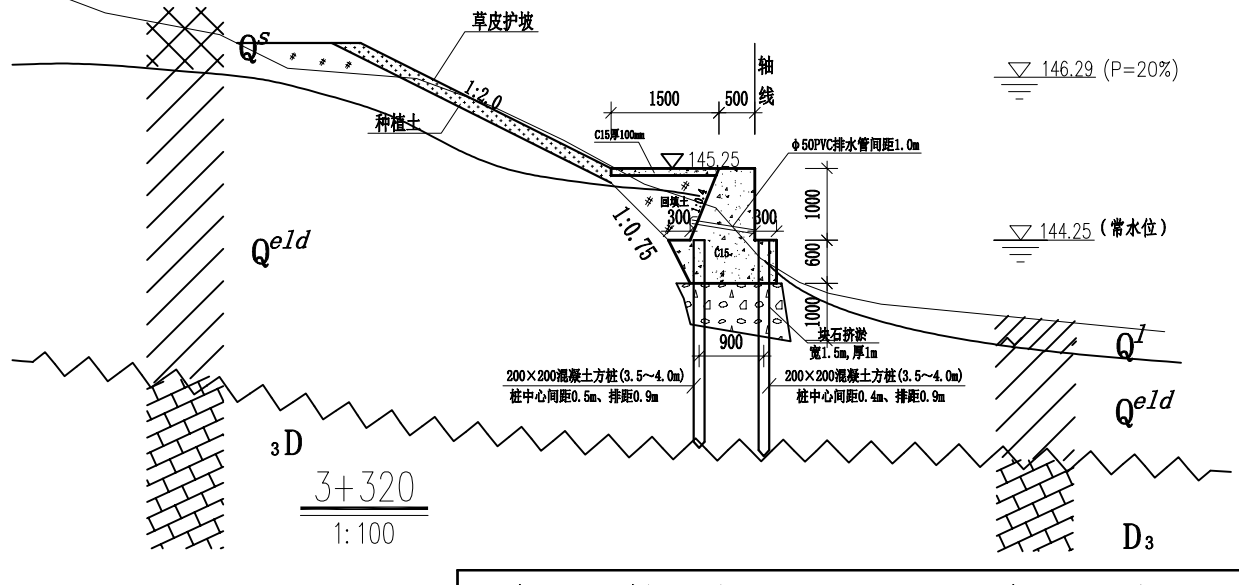 草皮护坡
Q^s
轴线
146.29 (P=20%)
1:2.0
1500
500
种植土
C15厚100mm
145.25
ϕ50PVC排水管间距1.0m
1:0.4
回填土
300
300
1000
144.25 (常水位)
1:0.75
Q^eld
C15
600
1000
块石挤淤
宽1.5m,厚1m
900
Q^l
200×200混凝土方桩(3.5~4.0m)
桩中心间距0.5m、排距0.9m
200×200混凝土方桩(3.5~4.0m)
桩中心间距0.4m、排距0.9m
Q^eld
₃D
3+320
1:100
D₃